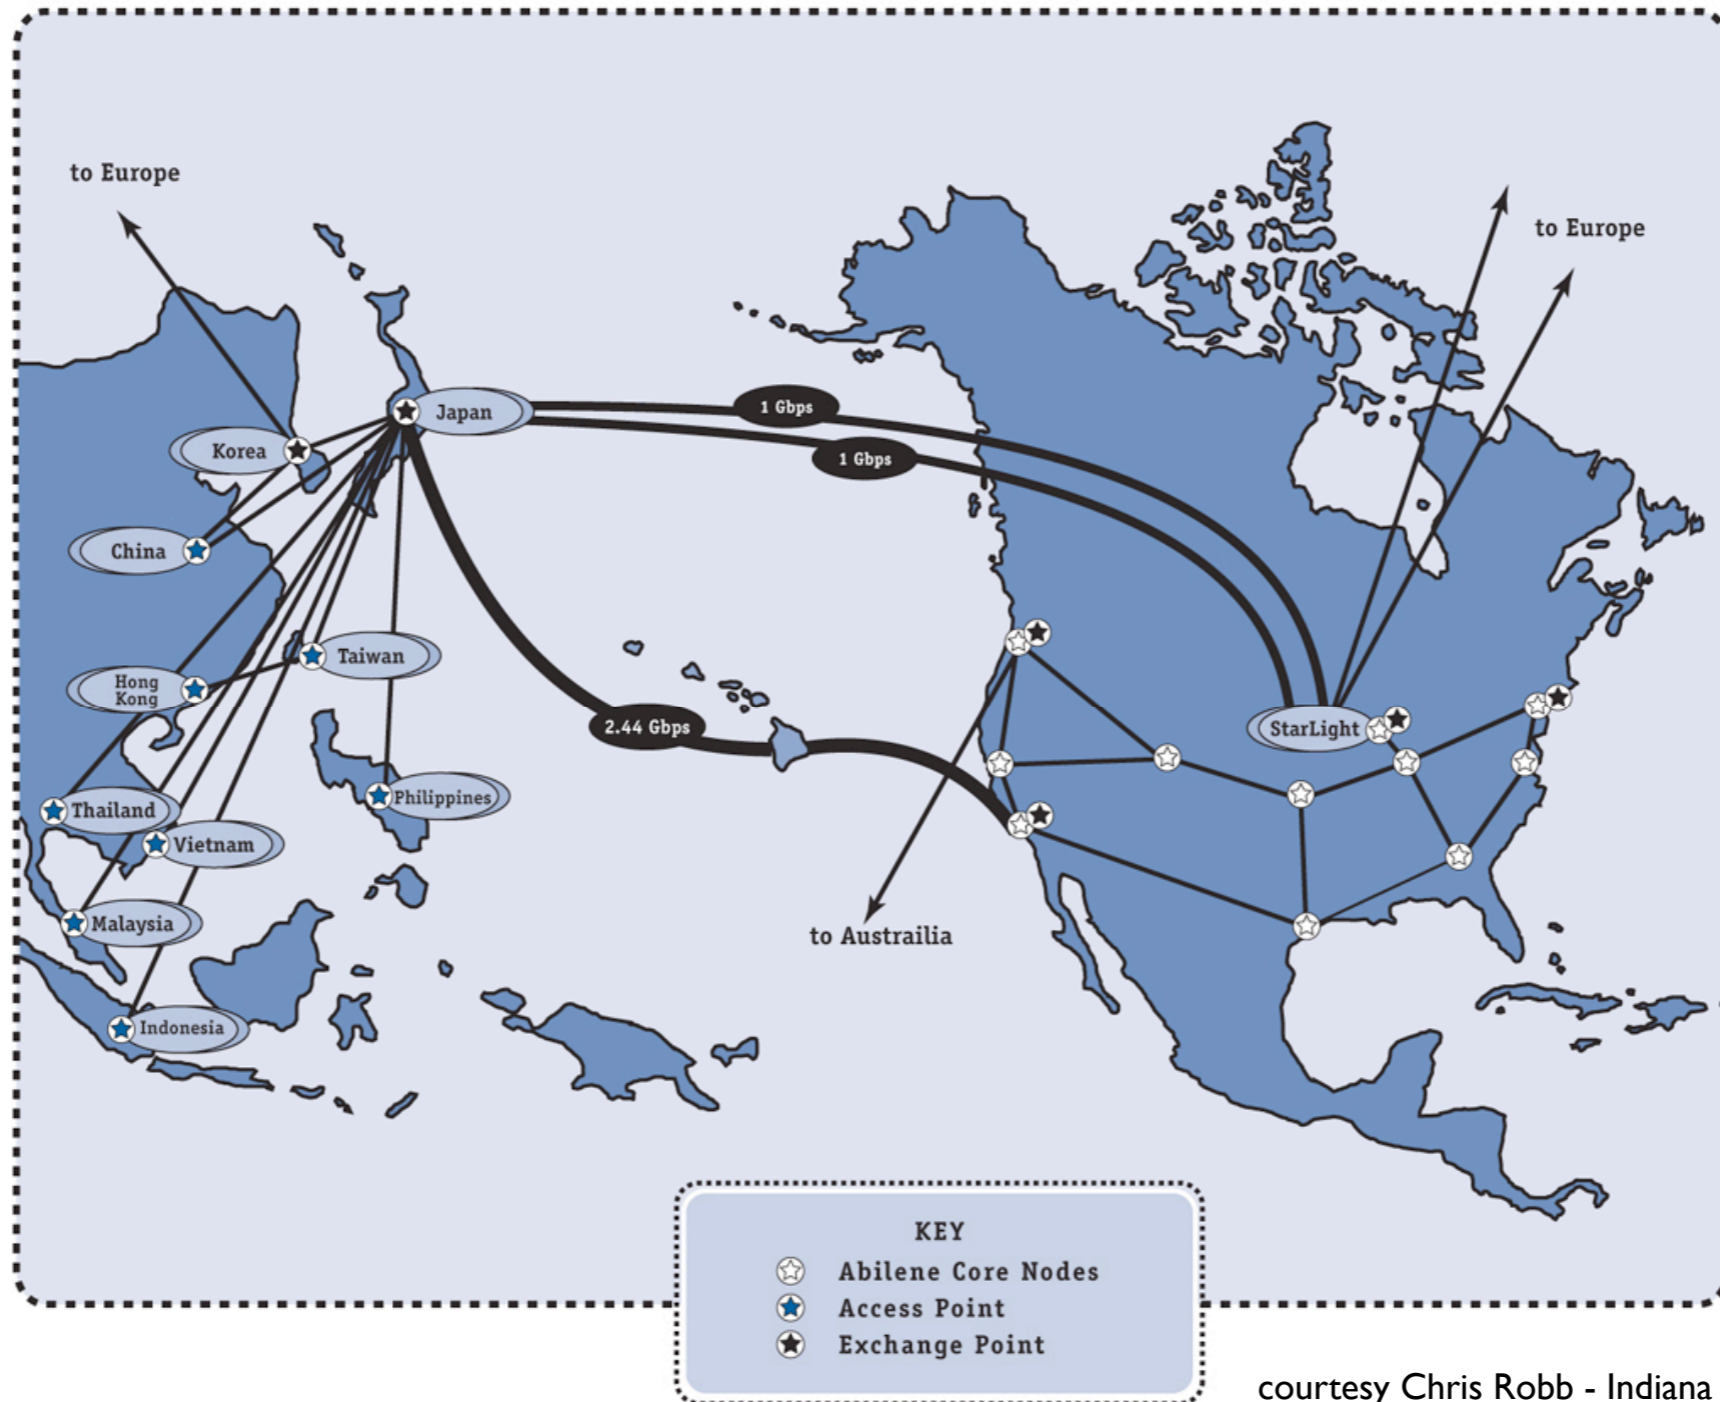 to Europe
to Europe
1 Gbps
Japan
Korea
1 Gbps
China
Taiwan
Hong
Kong
2.44 Gbps
StarLight
Philippines
Thailand
Vietnam
Malaysia
to Austrailia
Indonesia
KEY
Abilene Core Nodes
Access Point
Exchange Point
courtesy Chris Robb - Indiana